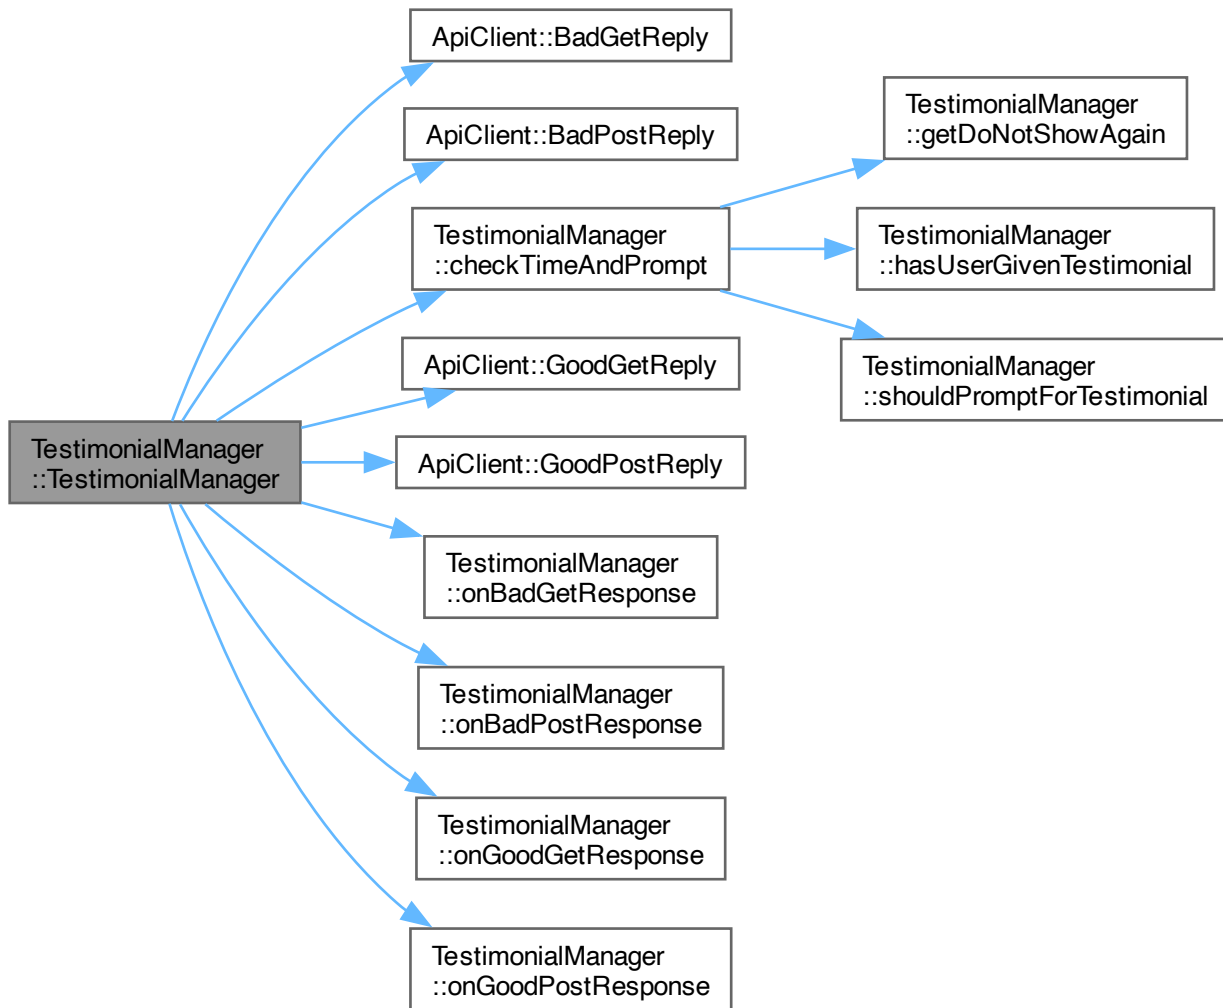 ApiClient::BadGetReply
ApiClient::BadPostReply
TestimonialManager
::getDoNotShowAgain
TestimonialManager
::checkTimeAndPrompt
TestimonialManager
::hasUserGivenTestimonial
ApiClient::GoodGetReply
TestimonialManager
::shouldPromptForTestimonial
TestimonialManager
::TestimonialManager
ApiClient::GoodPostReply
TestimonialManager
::onBadGetResponse
TestimonialManager
::onBadPostResponse
TestimonialManager
::onGoodGetResponse
TestimonialManager
::onGoodPostResponse